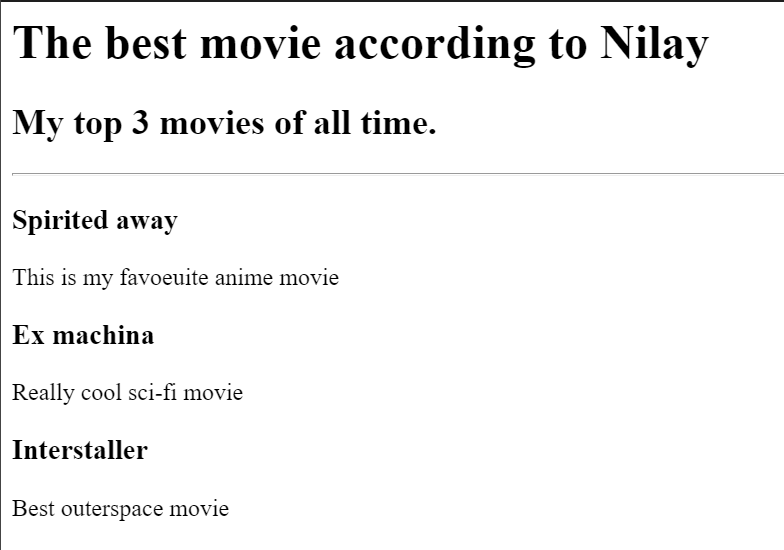 The best movie according to Nilay
My top 3 movies of all time.
Spirited away
This is my favoeuite anime movie
Ex machina
Really cool sci-fi movie
Interstaller
Best outerspace movie